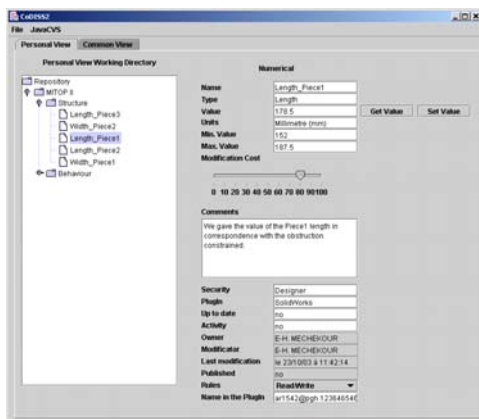 CoDISS2
File JavaCVS
Personal View Common View
Personal View Working Directory
Repository
MITOP 8
Structure
Length_Piece3
Width_Piece2
Length_Piece1
Length_Piece2
Width_Piece1
Behaviour
Numerical
Name Length_Piece1
Type Length
Value 178.5 Get Value Set Value
Units Millimetre (mm)
Min. Value 152
Max. Value 187.5
Modification Cost
0 10 20 30 40 50 60 70 80 90100
Comments
We gave the value of the Piece1 length in
correspondence with the obstruction
constrained.
Security Designer
PlugIn SolidWorks
Up to date no
Activity no
Owner E-H. MECHEKOUR
Modificator E-H. MECHEKOUR
Last modification le 23/10/03 à 11:42:14
Published no
Rules Read/Write
Name in the PlugIn